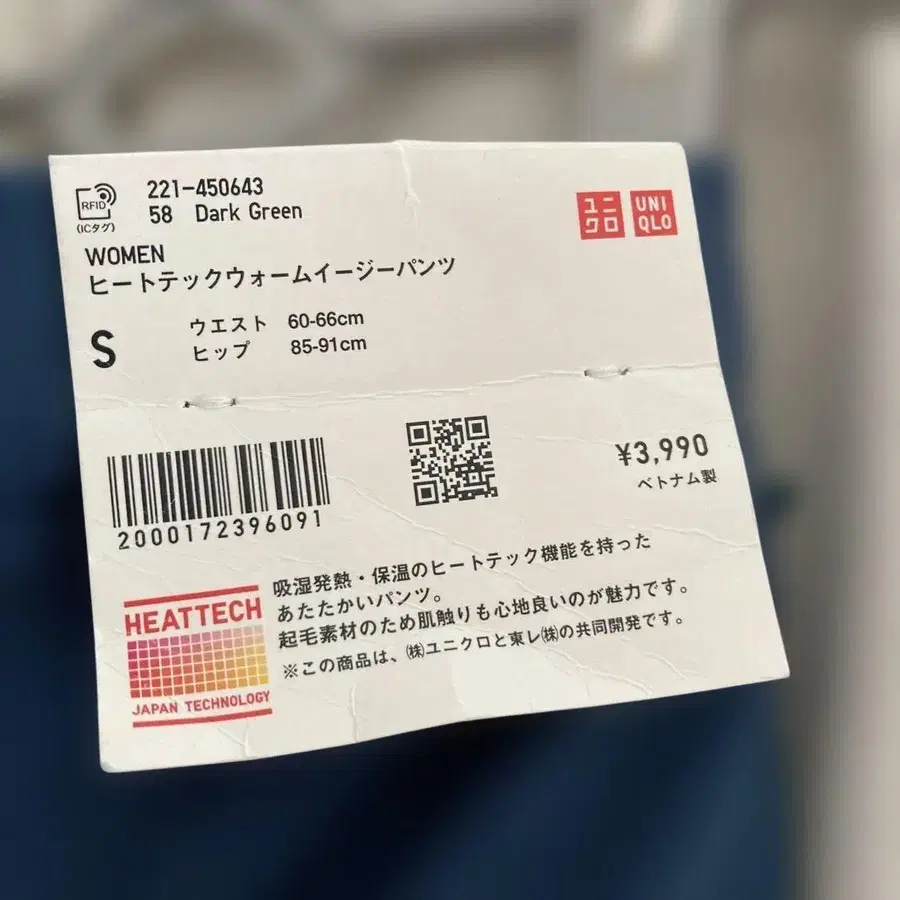 RFID
(ICタグ)
221-450643
58 Dark Green
ユニクロ
UNIQLO
WOMEN
ヒートテックウォームイージーパンツ
S
ウエスト 60-66cm
ヒップ 85-91cm
2000172396091
¥3,990
ベトナム製
HEATTECH
JAPAN TECHNOLOGY
吸湿発熱・保温のヒートテック機能を持った
あたたかいパンツ。
起毛素材のため肌触りも心地良いのが魅力です。
※この商品は、㈱ユニクロと東レ㈱の共同開発です。